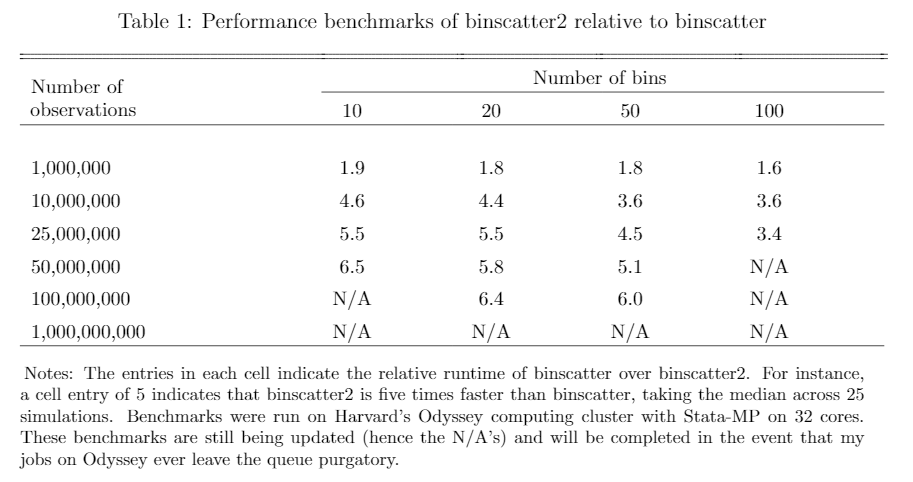 Table 1: Performance benchmarks of binscatter2 relative to binscatter
Number of observations
Number of bins
10 20 50 100
1,000,000 1.9 1.8 1.8 1.6
10,000,000 4.6 4.4 3.6 3.6
25,000,000 5.5 5.5 4.5 3.4
50,000,000 6.5 5.8 5.1 N/A
100,000,000 N/A 6.4 6.0 N/A
1,000,000,000 N/A N/A N/A N/A
Notes: The entries in each cell indicate the relative runtime of binscatter over binscatter2. For instance,
a cell entry of 5 indicates that binscatter2 is five times faster than binscatter, taking the median across 25
simulations. Benchmarks were run on Harvard's Odyssey computing cluster with Stata-MP on 32 cores.
These benchmarks are still being updated (hence the N/A's) and will be completed in the event that my
jobs on Odyssey ever leave the queue purgatory.